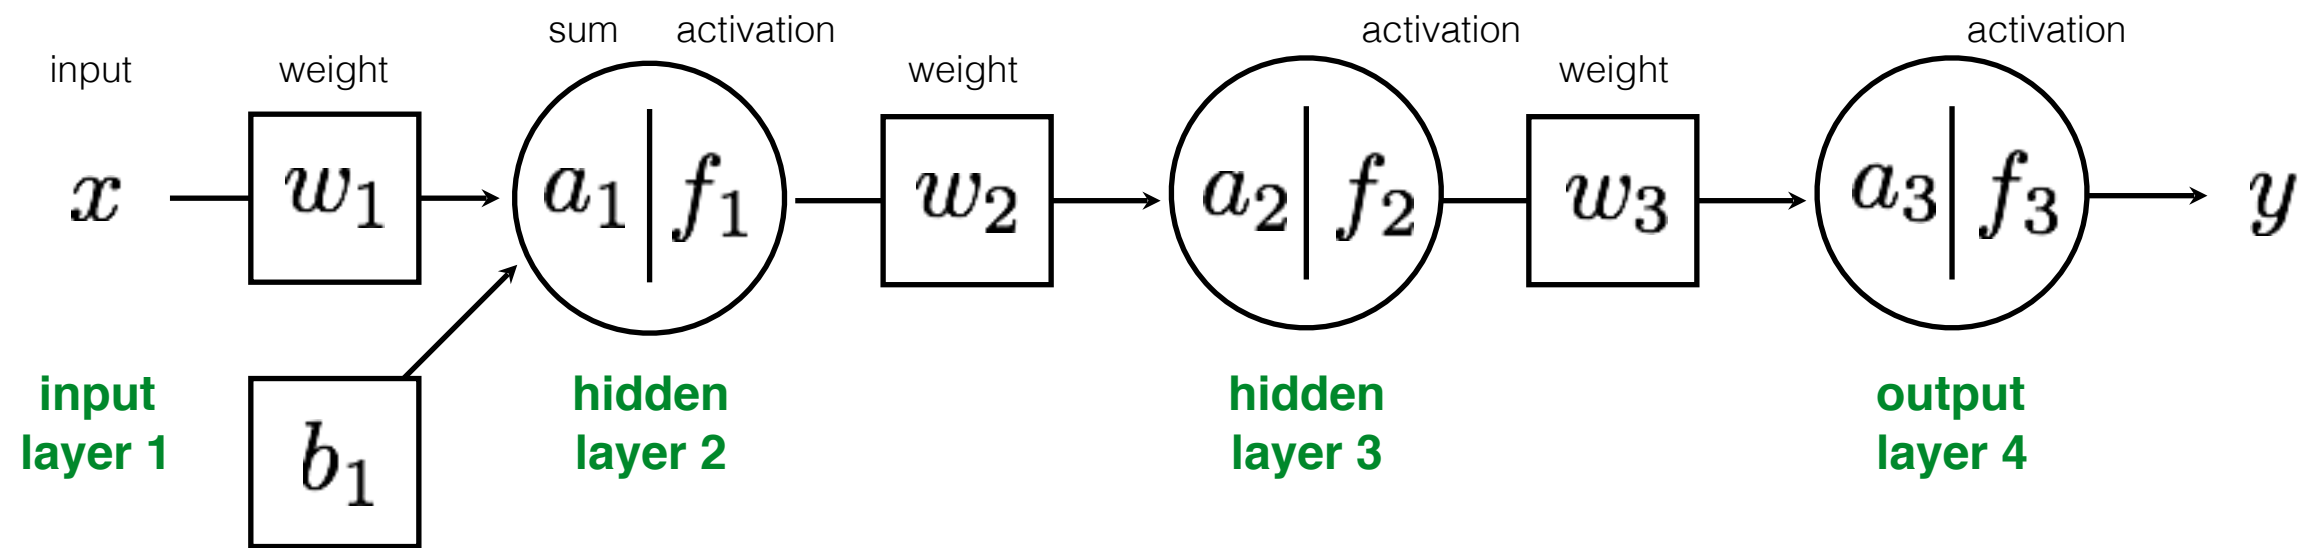 sum activation activation activation
input weight weight weight
x w₁ a₁ | f₁ w₂ a₂ | f₂ w₃ a₃ | f₃ y
input hidden hidden output
layer 1 layer 2 layer 3 layer 4
b₁